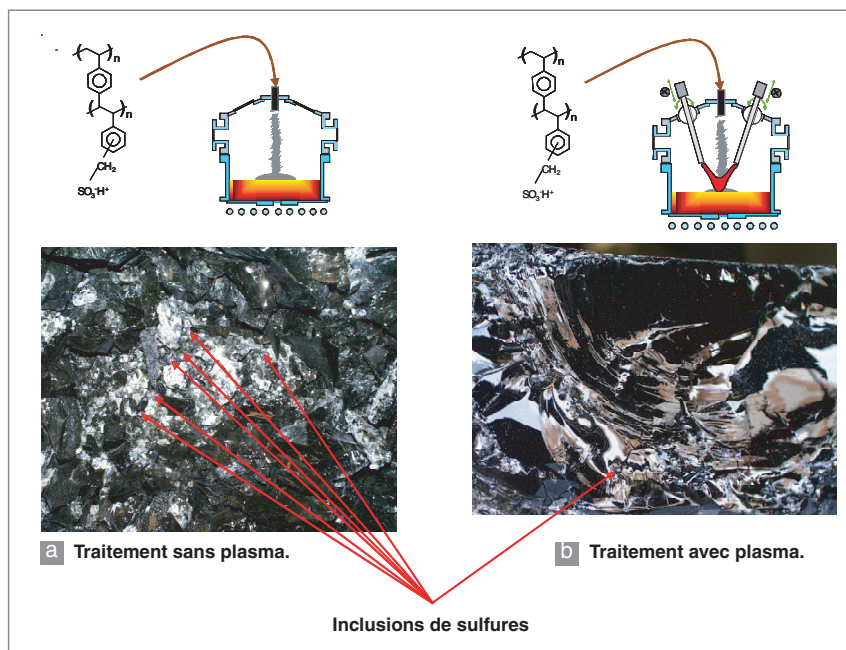 n
n
CH2
SO3-H+
n
n
CH2
SO3-H+
a Traitement sans plasma.
b Traitement avec plasma.
Inclusions de sulfures